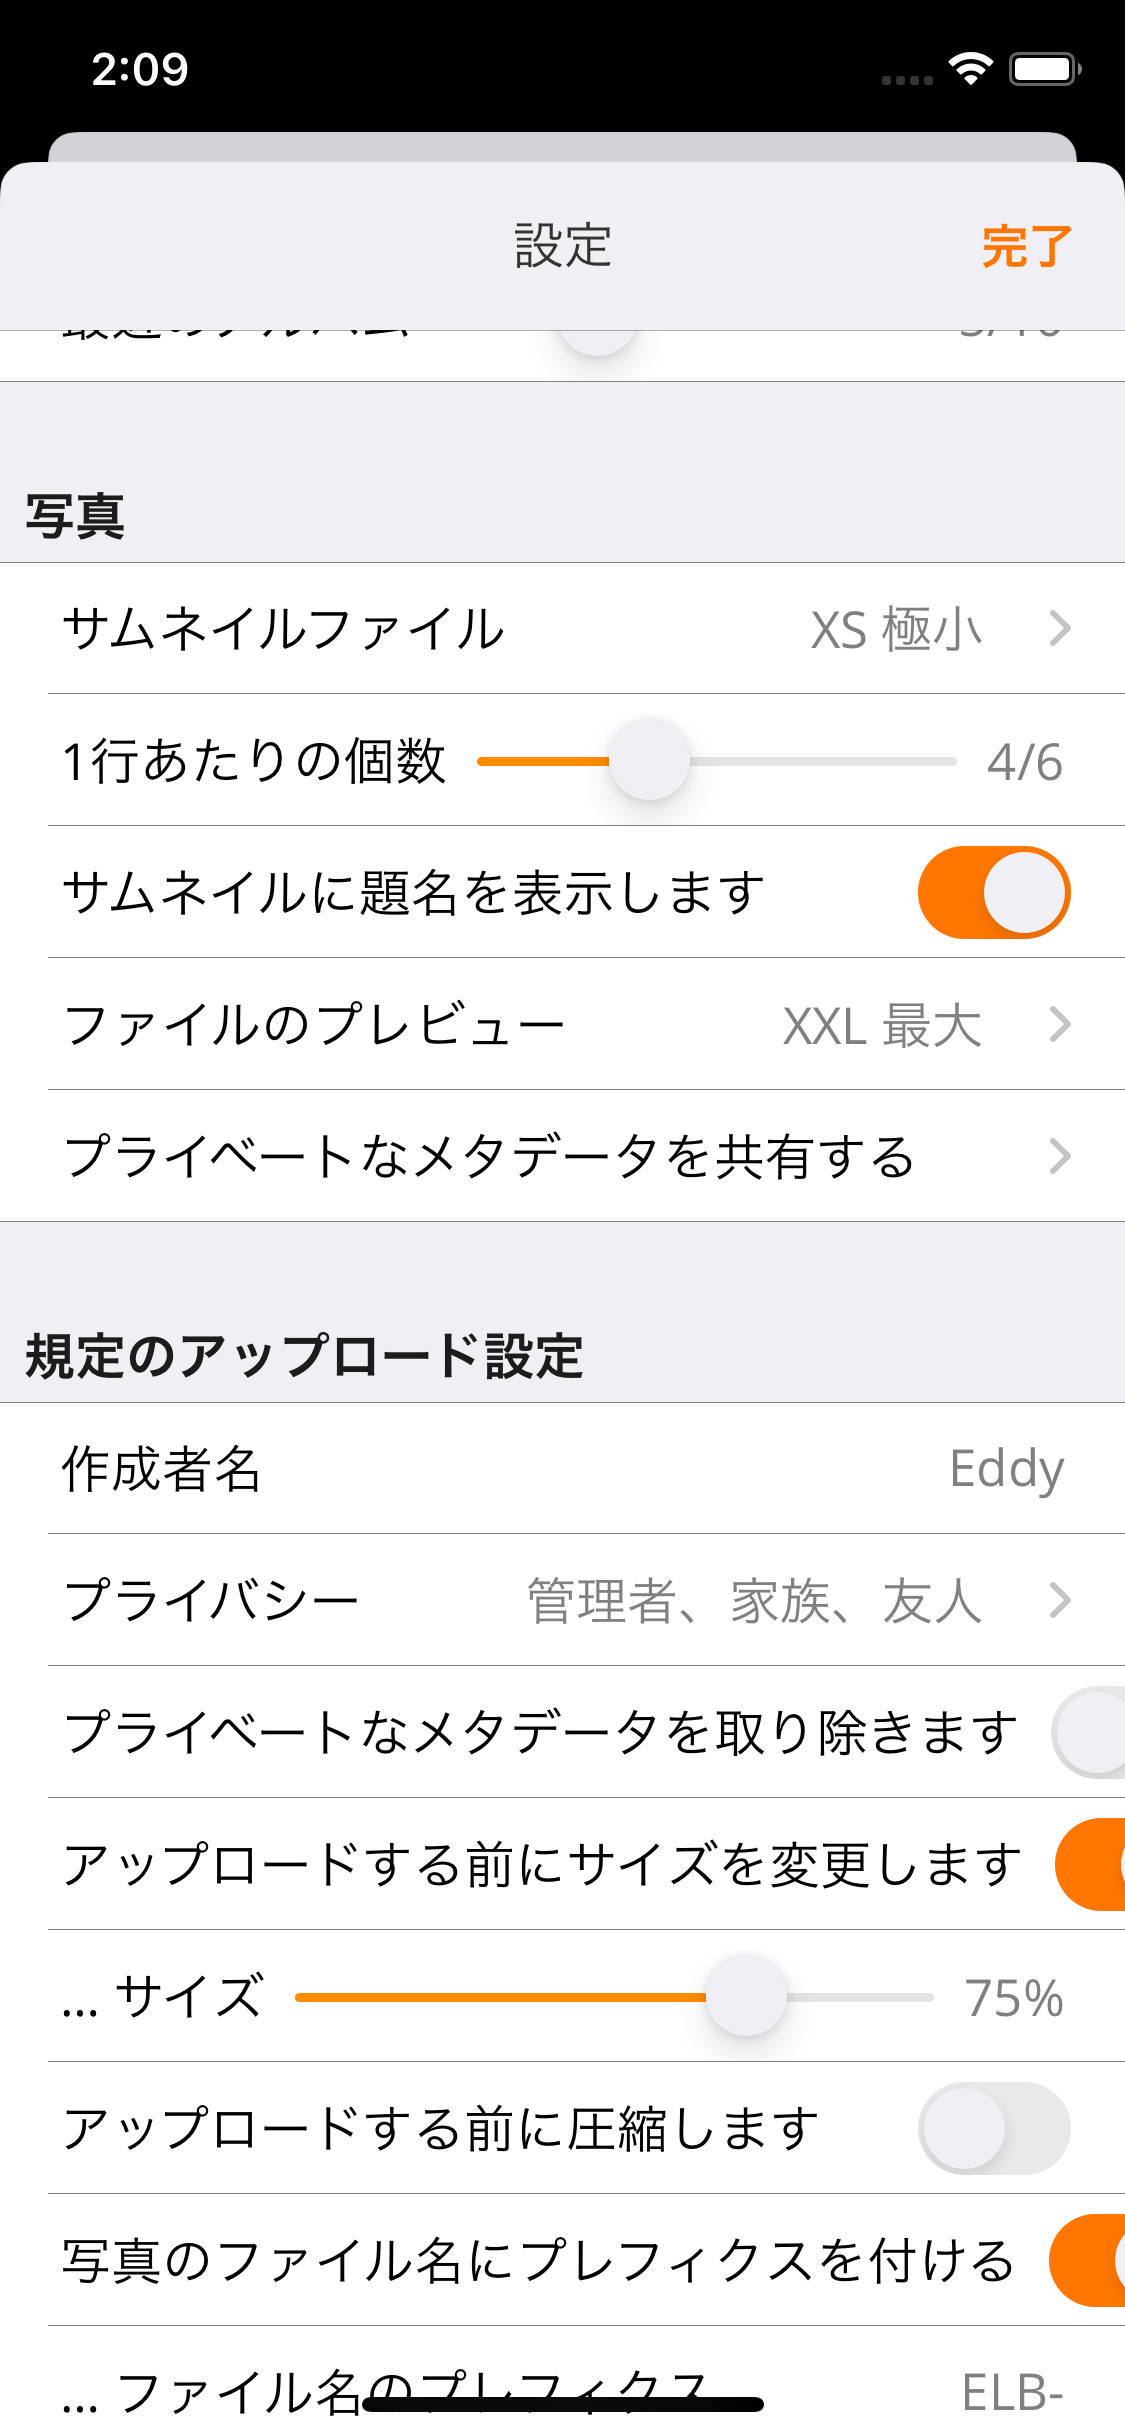 2:09
設定
完了
写真
サムネイルファイル XS 極小
1行あたりの個数 4/6
サムネイルに題名を表示します
ファイルのプレビュー XXL 最大
プライベートなメタデータを共有する
規定のアップロード設定
作成者名 Eddy
プライバシー 管理者、家族、友人
プライベートなメタデータを取り除きます
アップロードする前にサイズを変更します
... サイズ 75%
アップロードする前に圧縮します
写真のファイル名にプレフィクスを付ける
... ファイル名のプレフィクス ELB-